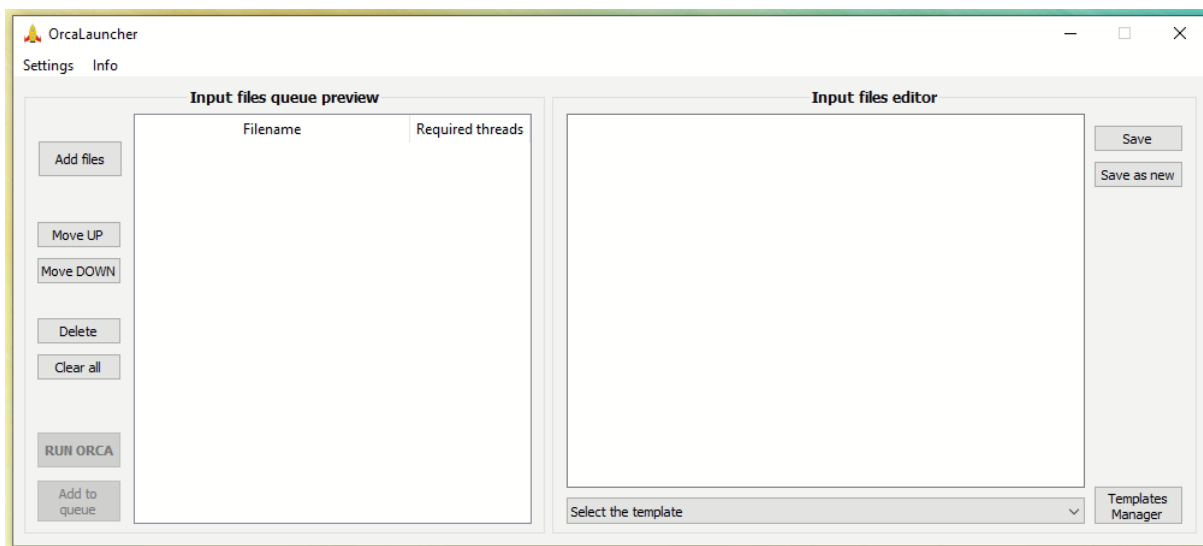 OrcaLauncher
Settings Info
Input files queue preview
Filename Required threads
Add files
Move UP
Move DOWN
Delete
Clear all
RUN ORCA
Add to
queue
Input files editor
Save
Save as new
Select the template
Templates
Manager